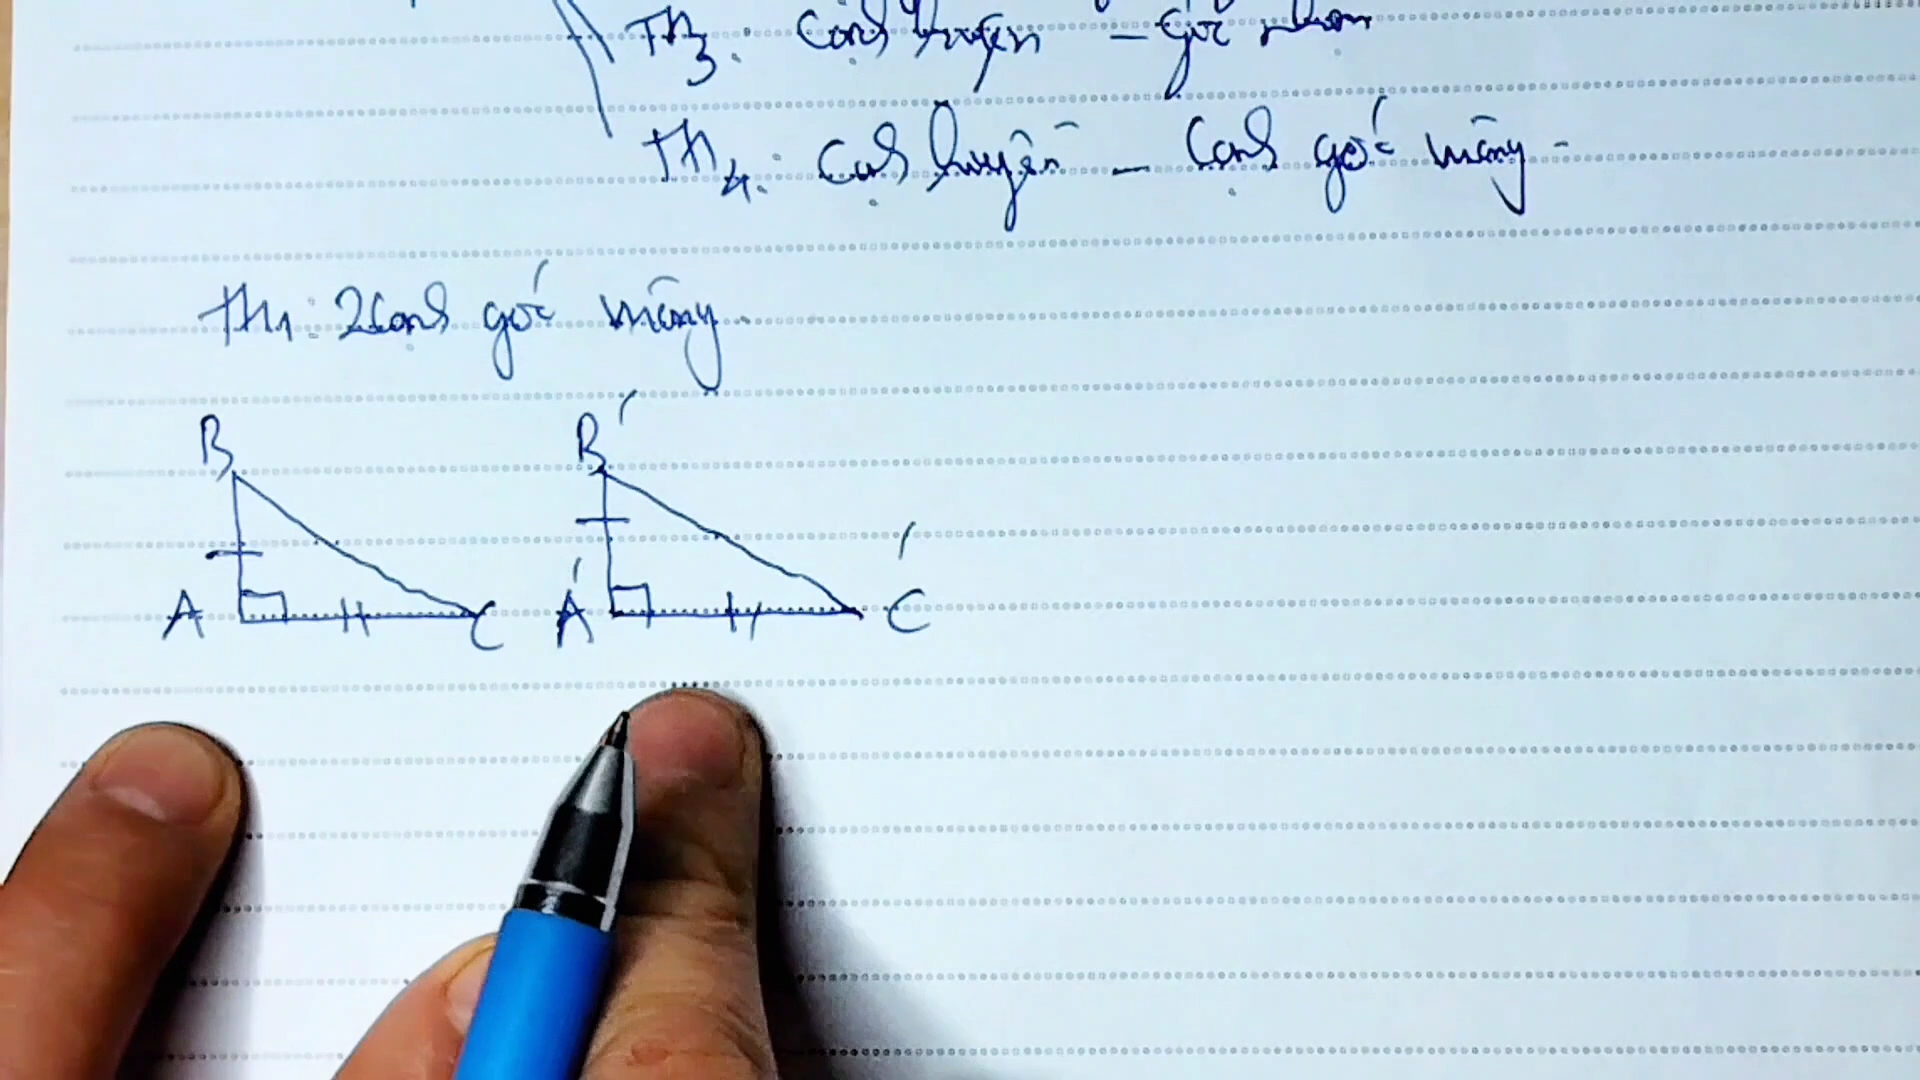 TH3: Cạnh huyền – góc nhọn
TH4: Cạnh huyền – Cạnh góc vuông.
TH1: 2 Cạnh góc vuông.
B B'
A C A' C'